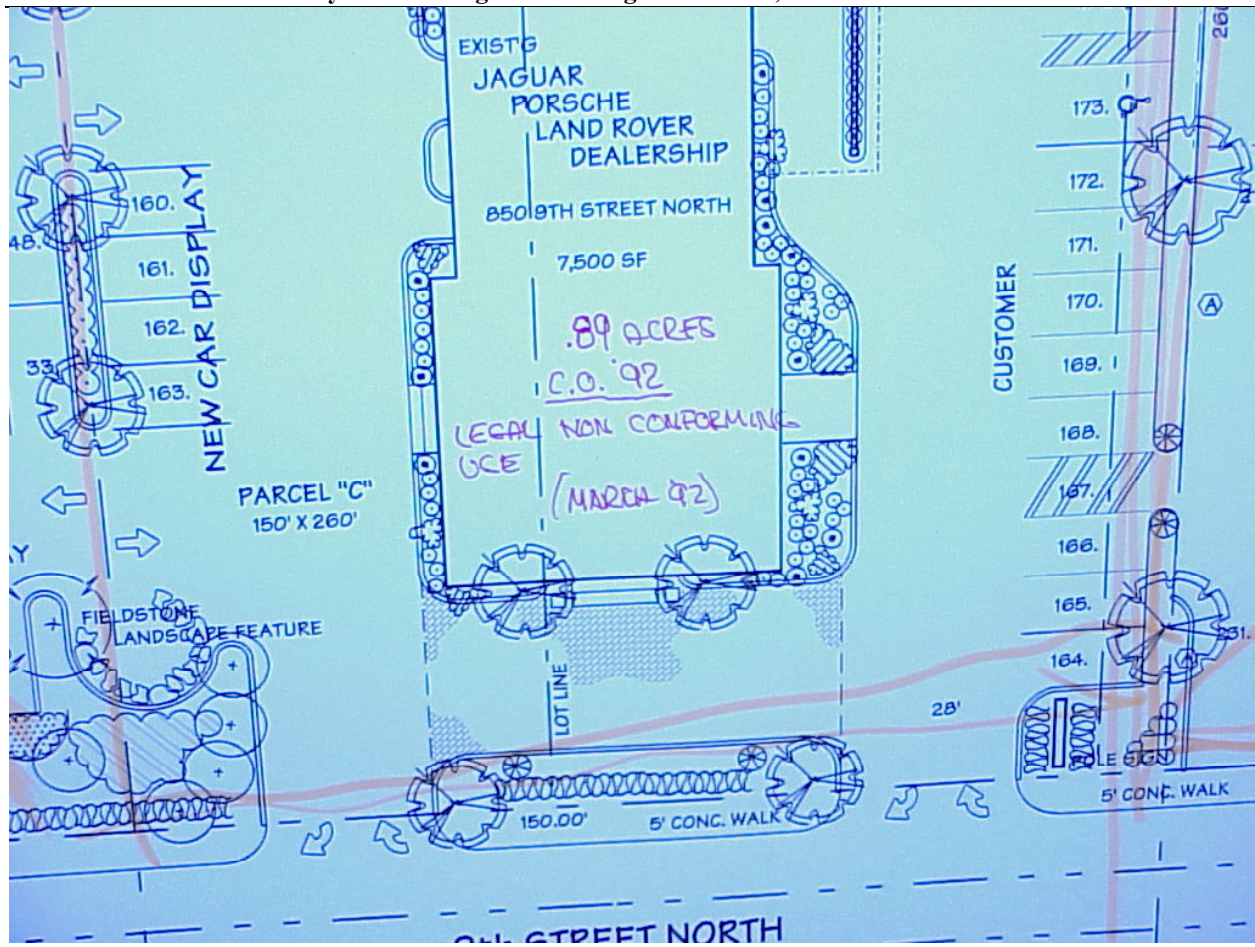 EXIST'G
JAGUAR
PORSCHE
LAND ROVER
DEALERSHIP
850 9TH STREET NORTH
7,500 SF
.89 ACRES
C.O. '92
LEGAL NON CONFORMING
UCE
(MARCH '92)
NEW CAR DISPLAY
160.
161.
162.
163.
48.
33
PARCEL "C"
150' X 260'
FIELDSTONE
LANDSCAPE FEATURE
LOT LINE
150.00'
5' CONC. WALK
CUSTOMER
173.
172.
171.
170.
169.
168.
167.
166.
165.
164.
A
28'
POLE SIGN
5' CONC. WALK
9th STREET NORTH